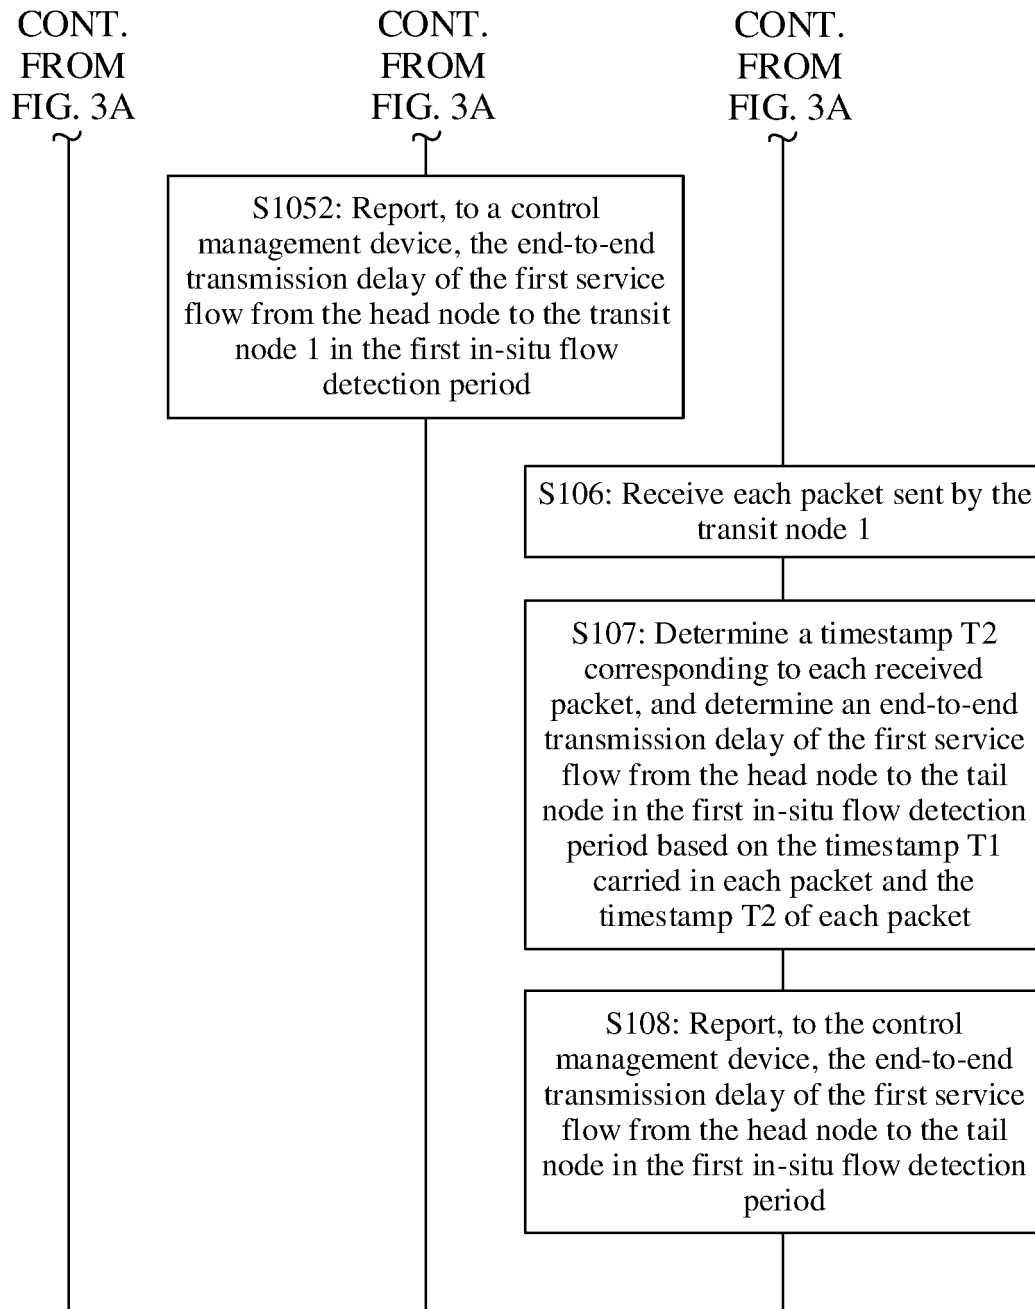 CONT.
FROM
FIG. 3A
CONT.
FROM
FIG. 3A
CONT.
FROM
FIG. 3A
S1052: Report, to a control
management device, the end-to-end
transmission delay of the first service
flow from the head node to the transit
node 1 in the first in-situ flow
detection period
S106: Receive each packet sent by the
transit node 1
S107: Determine a timestamp T2
corresponding to each received
packet, and determine an end-to-end
transmission delay of the first service
flow from the head node to the tail
node in the first in-situ flow detection
period based on the timestamp T1
carried in each packet and the
timestamp T2 of each packet
S108: Report, to the control
management device, the end-to-end
transmission delay of the first service
flow from the head node to the tail
node in the first in-situ flow detection
period